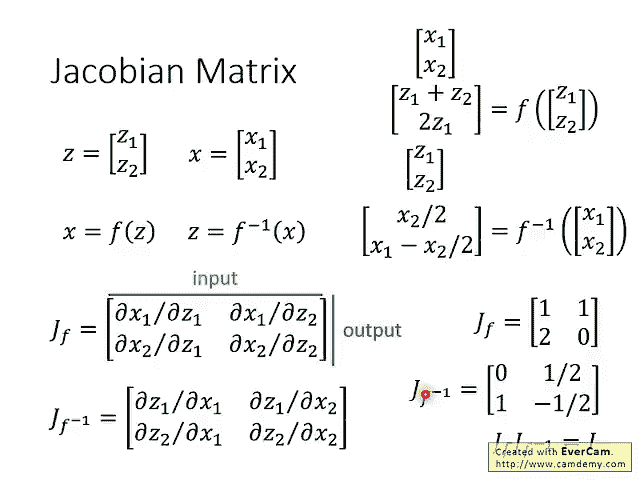 Jacobian Matrix
[x₁
x₂]
[z₁ + z₂
2z₁] = f([z₁
z₂])
z = [z₁
z₂]
x = [x₁
x₂]
[z₁
z₂]
x = f(z)
z = f⁻¹(x)
[x₂/2
x₁ − x₂/2] = f⁻¹([x₁
x₂])
input
J_f = [∂x₁/∂z₁ ∂x₁/∂z₂
∂x₂/∂z₁ ∂x₂/∂z₂]
output
J_f = [1 1
2 0]
J_f⁻¹ = [∂z₁/∂x₁ ∂z₁/∂x₂
∂z₂/∂x₁ ∂z₂/∂x₂]
J_f⁻¹ = [0 1/2
1 −1/2]
Created with EverCam.
http://www.camdemy.com